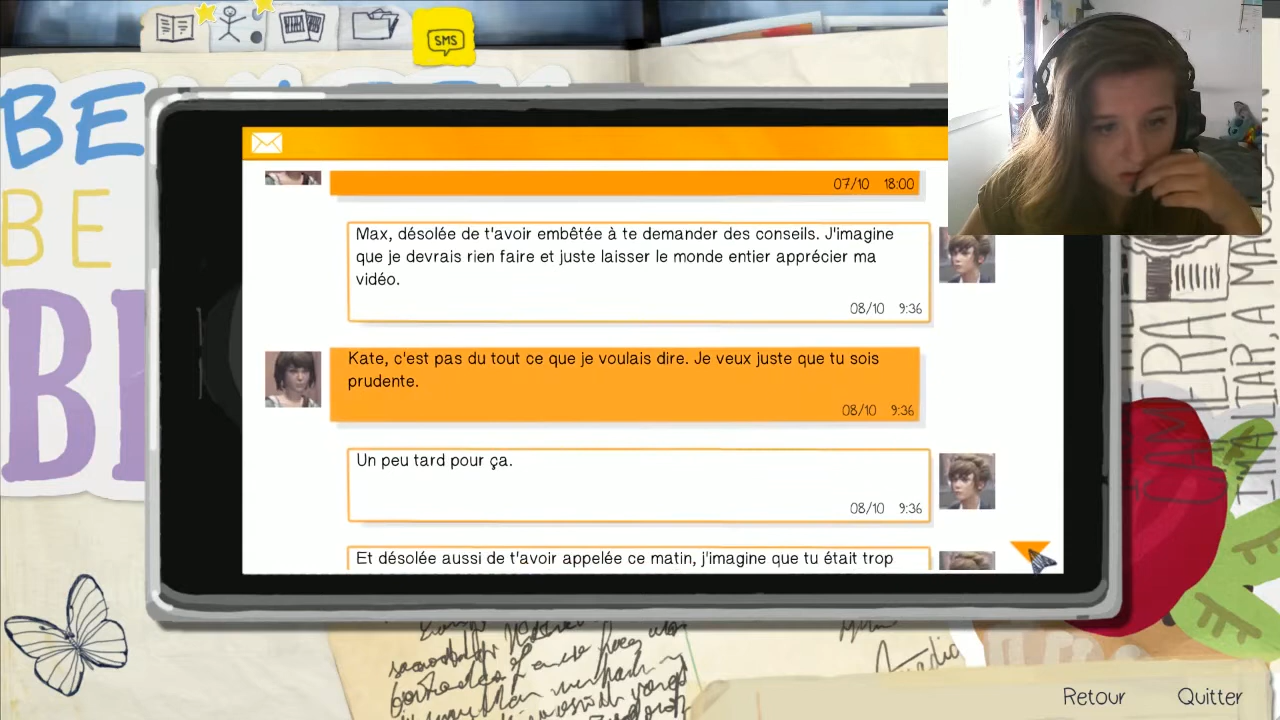 SMS
BE
BE
07/10 18:00
Max, désolée de t'avoir embêtée à te demander des conseils. J'imagine
que je devrais rien faire et juste laisser le monde entier apprécier ma
vidéo.
08/10 9:36
Kate, c'est pas du tout ce que je voulais dire. Je veux juste que tu sois
prudente.
08/10 9:36
Un peu tard pour ça.
08/10 9:36
Et désolée aussi de t'avoir appelée ce matin, j'imagine que tu était trop
CAMERA
Retour Quitter